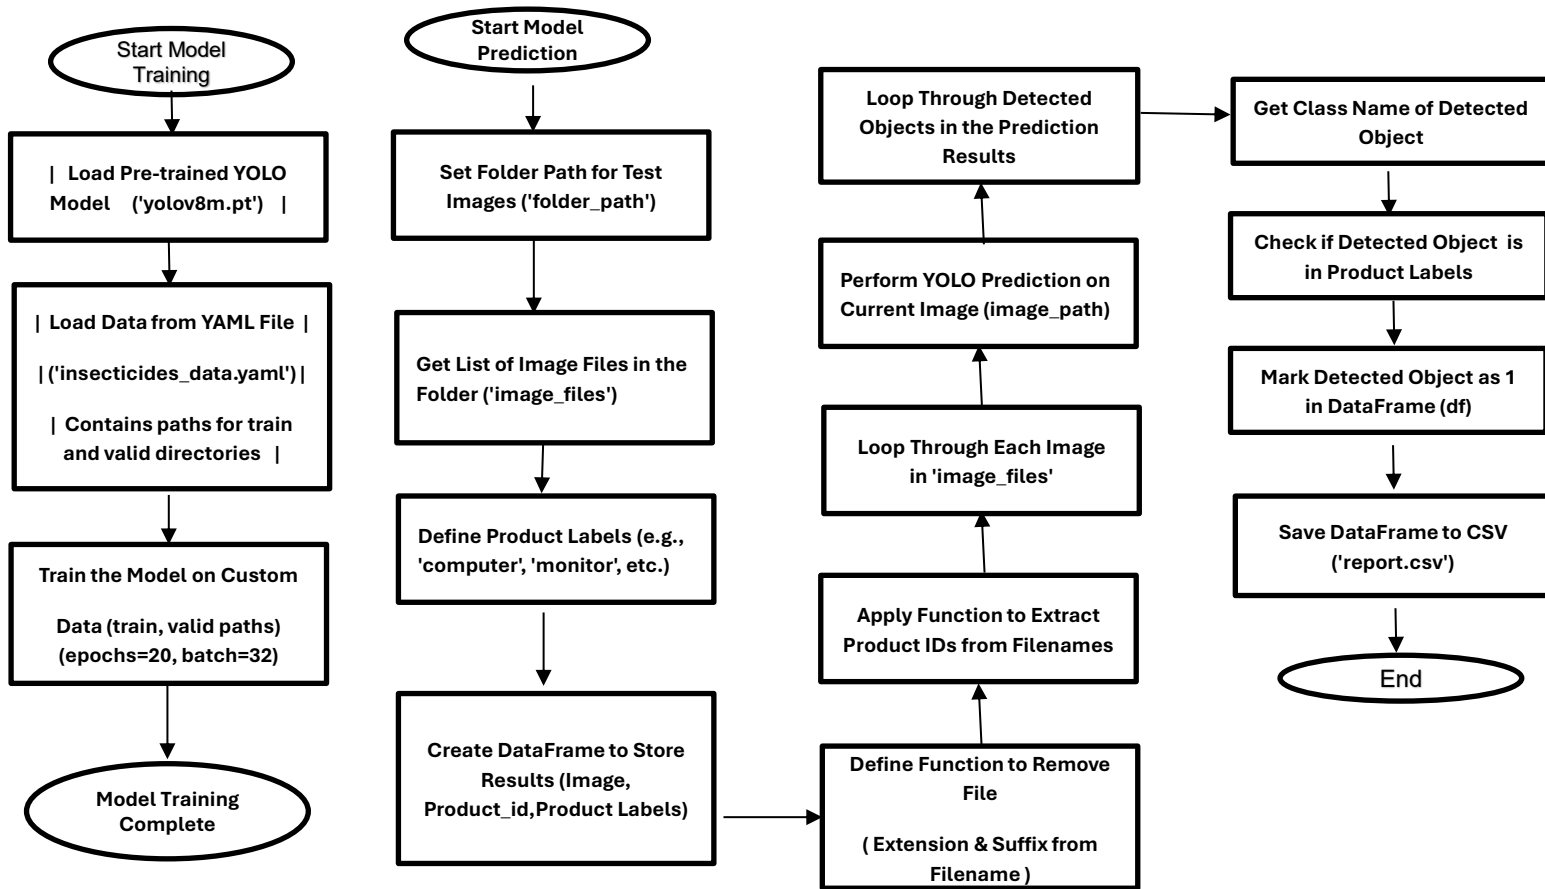 Start Model
Training
| Load Pre-trained YOLO
Model ('yolov8m.pt') |
| Load Data from YAML File |
|('insecticides_data.yaml')|
| Contains paths for train
and valid directories |
Train the Model on Custom
Data (train, valid paths)
(epochs=20, batch=32)
Model Training
Complete
Start Model
Prediction
Set Folder Path for Test
Images ('folder_path')
Get List of Image Files in the
Folder ('image_files')
Define Product Labels (e.g.,
'computer', 'monitor', etc.)
Create DataFrame to Store
Results (Image,
Product_id,Product Labels)
Define Function to Remove
File
( Extension & Suffix from
Filename )
Apply Function to Extract
Product IDs from Filenames
Loop Through Each Image
in 'image_files'
Perform YOLO Prediction on
Current Image (image_path)
Loop Through Detected
Objects in the Prediction
Results
Get Class Name of Detected
Object
Check if Detected Object is
in Product Labels
Mark Detected Object as 1
in DataFrame (df)
Save DataFrame to CSV
('report.csv')
End